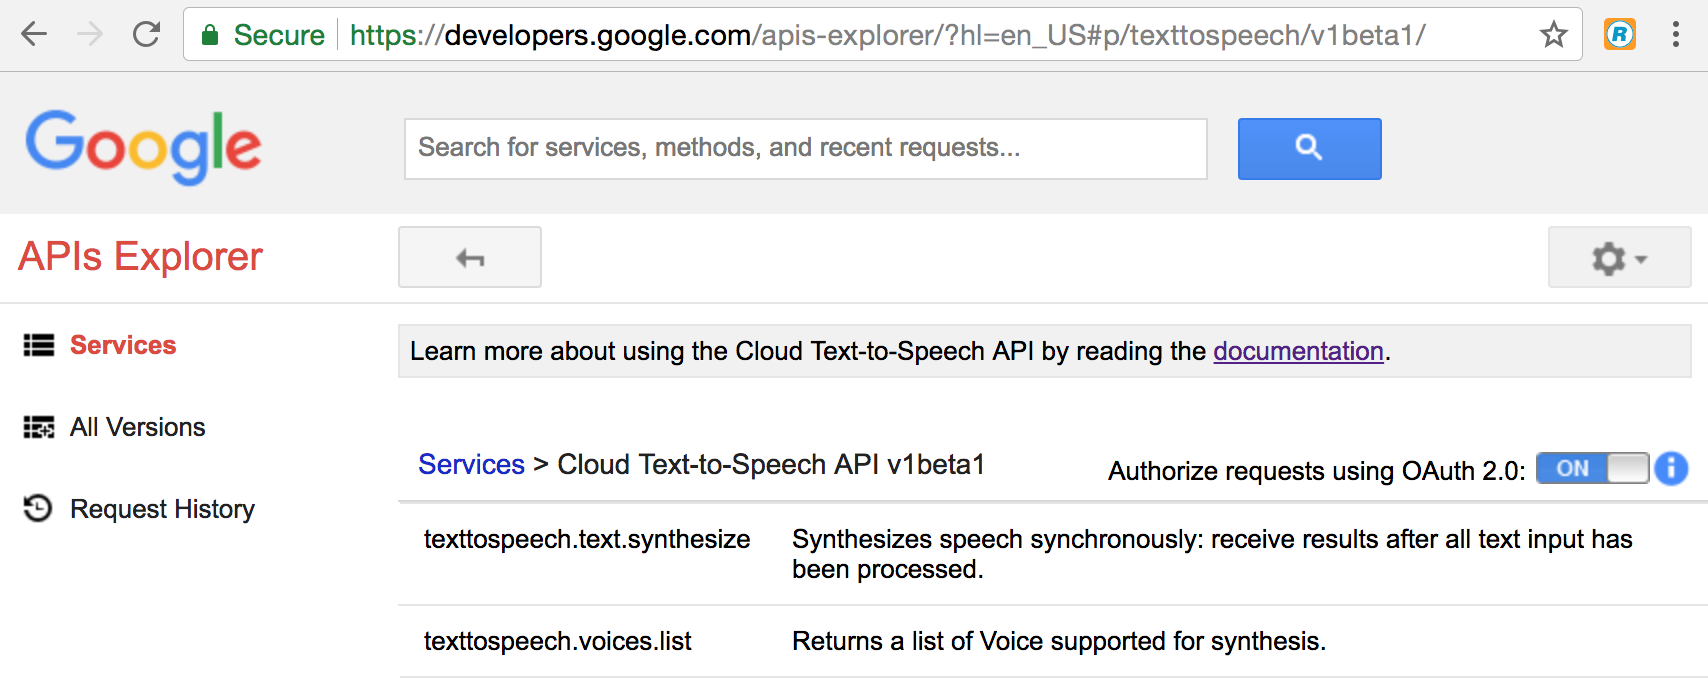 Secure https://developers.google.com/apis-explorer/?hl=en_US#p/texttospeech/v1beta1/
R
Google
Search for services, methods, and recent requests...
APIs Explorer
Services
All Versions
Request History
Learn more about using the Cloud Text-to-Speech API by reading the documentation.
Services > Cloud Text-to-Speech API v1beta1
Authorize requests using OAuth 2.0: ON i
texttospeech.text.synthesize
Synthesizes speech synchronously: receive results after all text input has
been processed.
texttospeech.voices.list
Returns a list of Voice supported for synthesis.